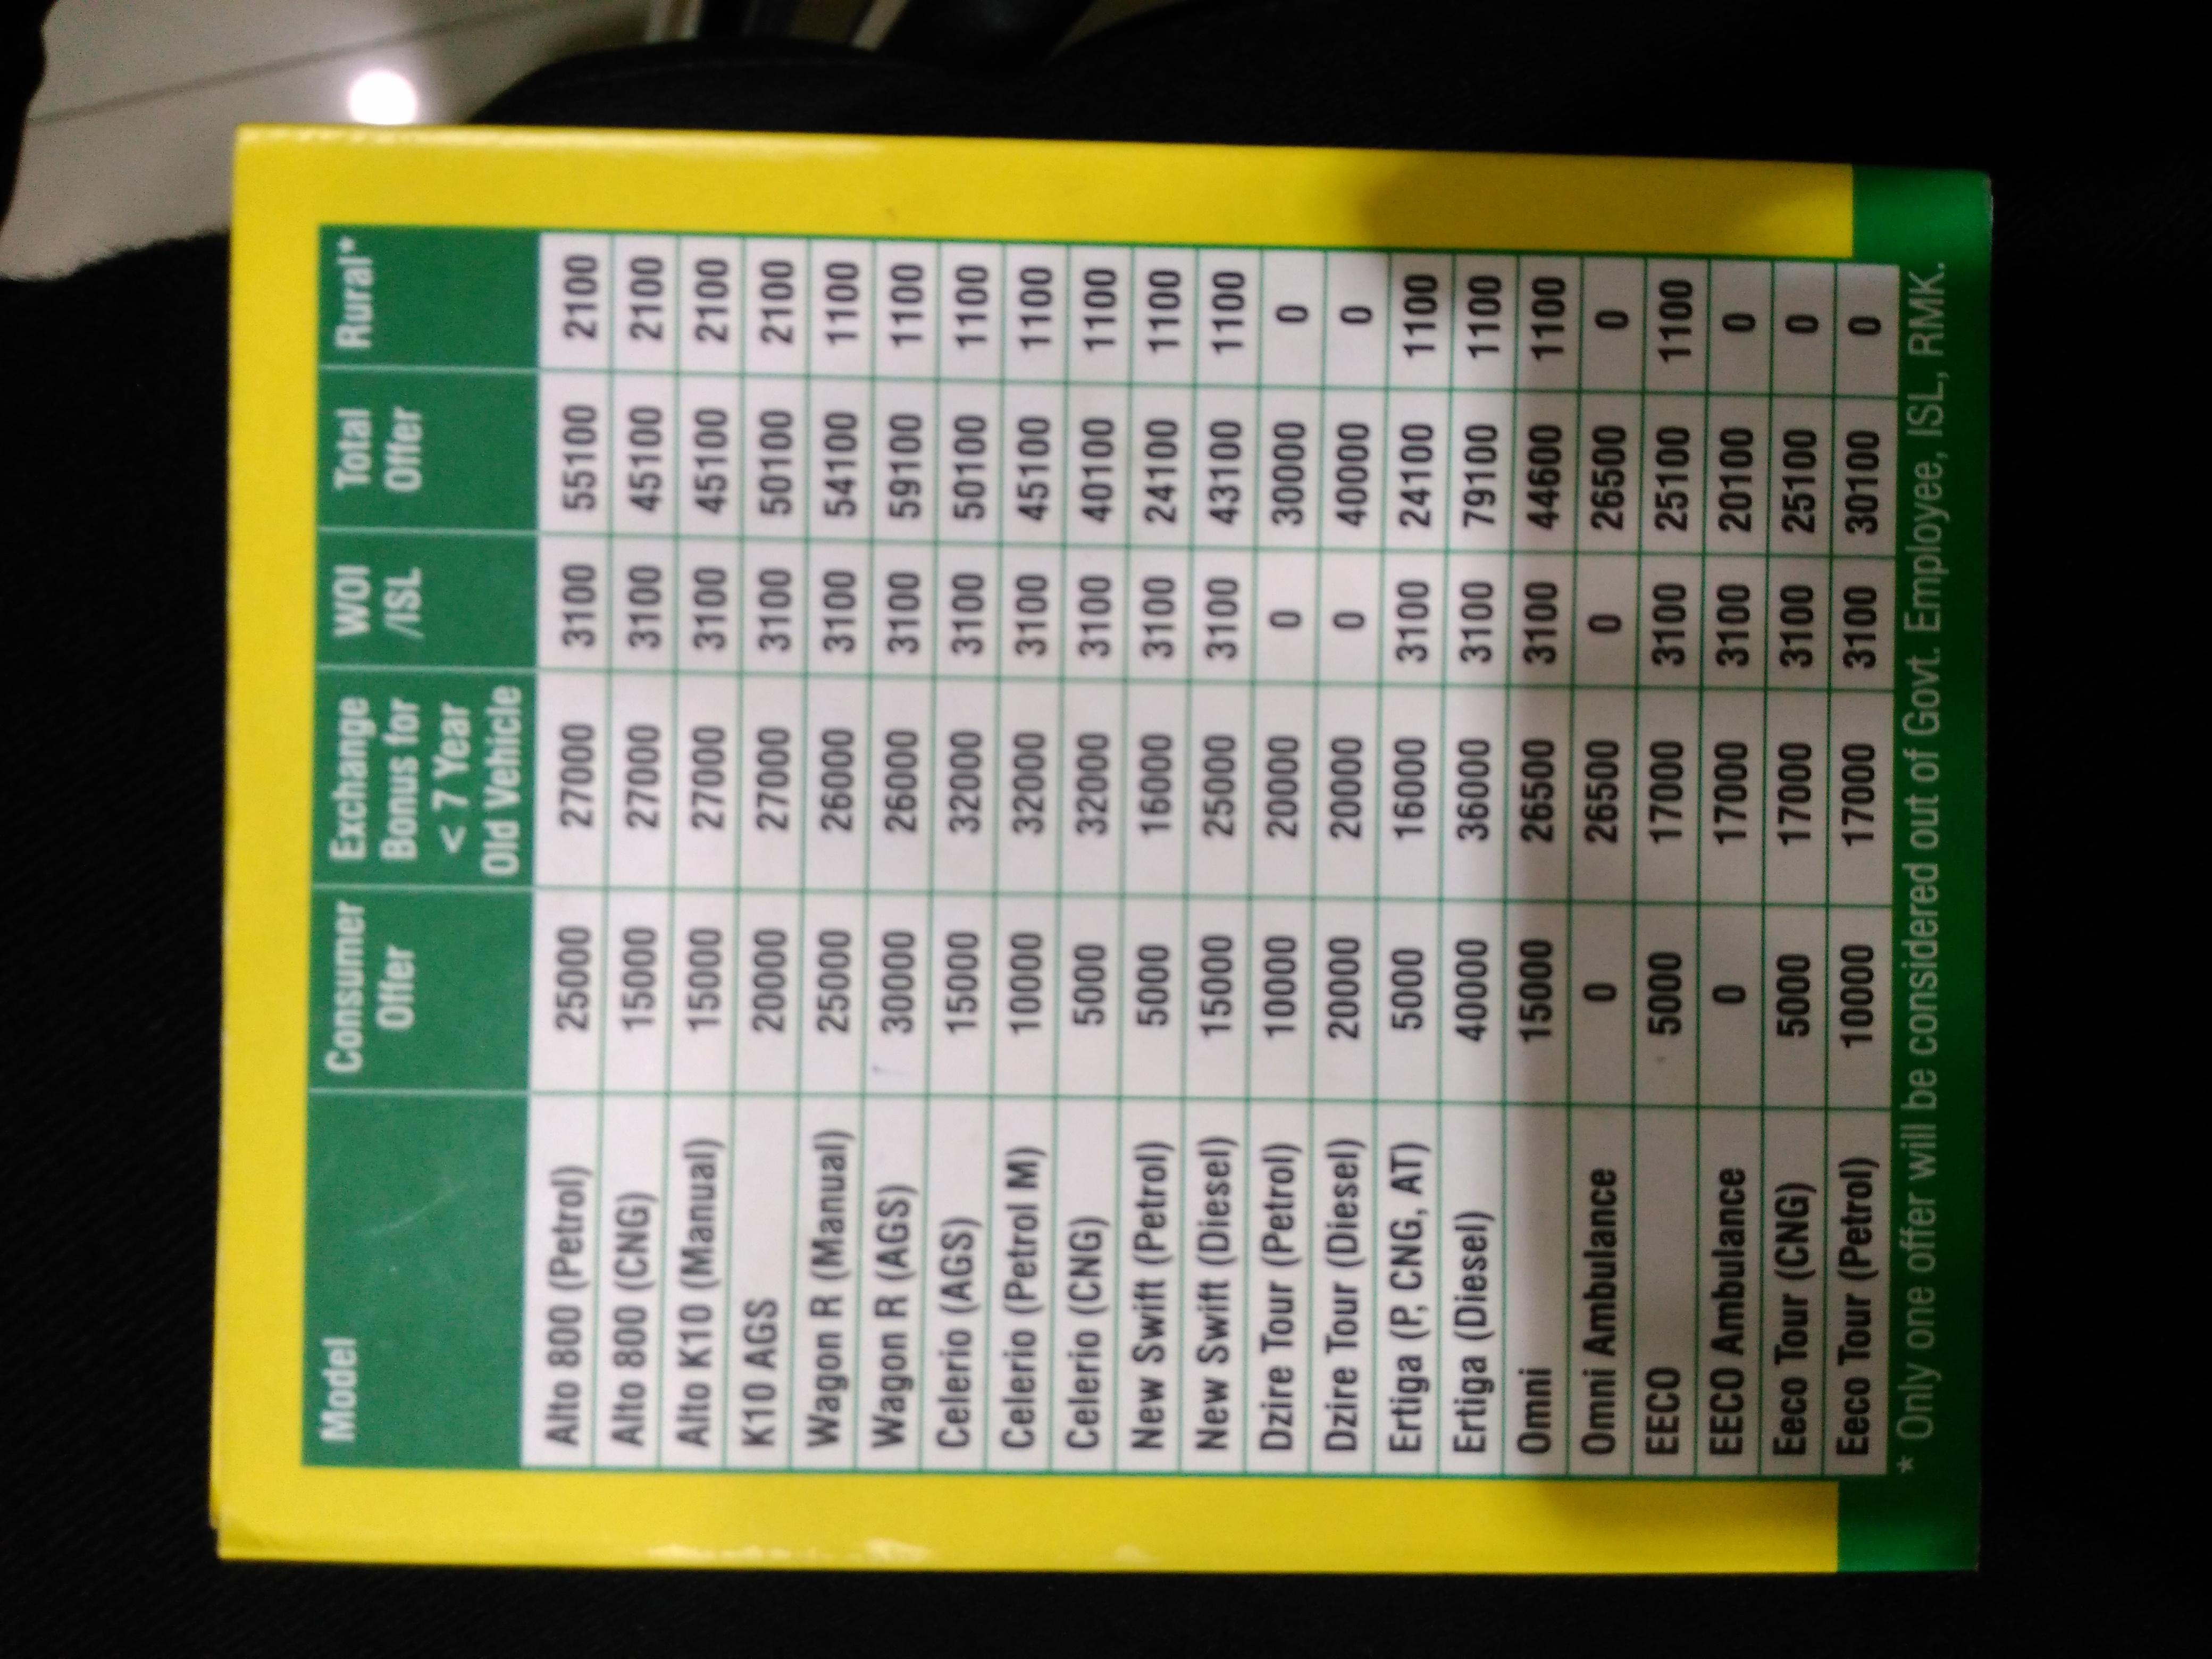 Model Consumer Offer Exchange Bonus for < 7 Year Old Vehicle WOI /ISL Total Offer Rural*
Alto 800 (Petrol) 25000 27000 3100 55100 2100
Alto 800 (CNG) 15000 27000 3100 45100 2100
Alto K10 (Manual) 15000 27000 3100 45100 2100
K10 AGS 20000 27000 3100 50100 2100
Wagon R (Manual) 25000 26000 3100 54100 1100
Wagon R (AGS) 30000 26000 3100 59100 1100
Celerio (AGS) 15000 32000 3100 50100 1100
Celerio (Petrol M) 10000 32000 3100 45100 1100
Celerio (CNG) 5000 32000 3100 40100 1100
New Swift (Petrol) 5000 16000 3100 24100 1100
New Swift (Diesel) 15000 25000 3100 43100 1100
Dzire Tour (Petrol) 10000 20000 0 30000 0
Dzire Tour (Diesel) 20000 20000 0 40000 0
Ertiga (P, CNG, AT) 5000 16000 3100 24100 1100
Ertiga (Diesel) 40000 36000 3100 79100 1100
Omni 15000 26500 3100 44600 1100
Omni Ambulance 0 26500 0 26500 0
EECO 5000 17000 3100 25100 1100
EECO Ambulance 0 17000 3100 20100 0
Eeco Tour (CNG) 5000 17000 3100 25100 0
Eeco Tour (Petrol) 10000 17000 3100 30100 0
* Only one offer will be considered out of Govt. Employee, ISL, RMK.